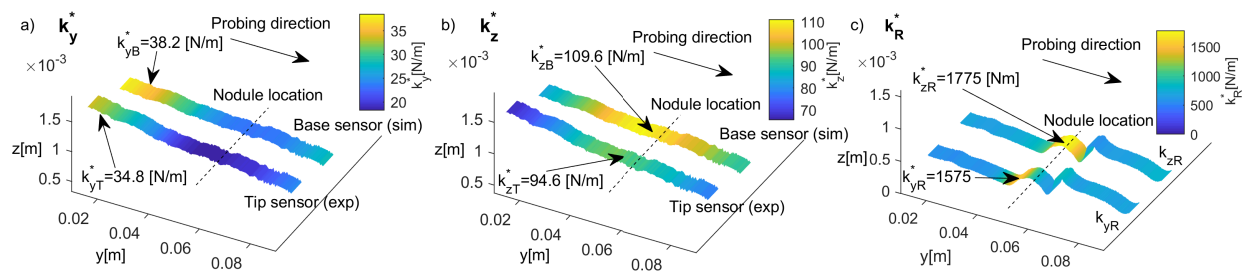 a) k*y
×10⁻³
k*yB=38.2 [N/m]
Probing direction
35
30
25
20
k*y[N/m]
Nodule location
Base sensor (sim)
z[m]
1.5
1
0.5
k*yT=34.8 [N/m]
Tip sensor (exp)
0.02
0.04
0.06
0.08
y[m]
b) k*z
×10⁻³
k*zB=109.6 [N/m]
Probing direction
110
100
90
80
70
k*z[N/m]
Nodule location
Base sensor (sim)
z[m]
1.5
1
0.5
k*zT=94.6 [N/m]
Tip sensor (exp)
0.02
0.04
0.06
0.08
y[m]
c) k*R
×10⁻³
Probing direction
k*zR=1775 [Nm]
1500
1000
500
0
k*R[N/m]
Nodule location
z[m]
1.5
1
0.5
0
k*yR=1575
kzR
kyR
0.02
0.04
0.06
0.08
y[m]